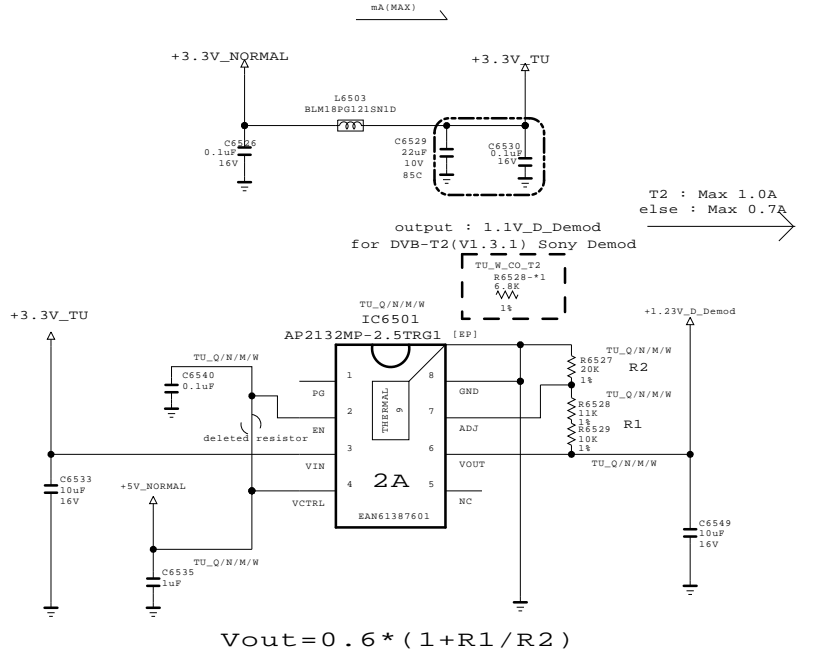 mA(MAX)
+3.3V_NORMAL
+3.3V_TU
L6503
BLM18PG121SN1D
C6526
0.1uF
16V
C6529
22uF
10V
85C
C6530
0.1uF
16V
T2 : Max 1.0A
else : Max 0.7A
output : 1.1V_D_Demod
for DVB-T2(V1.3.1) Sony Demod
TU_W_CO_T2
R6528-*1
6.8K
1%
+3.3V_TU
TU_Q/N/M/W
IC6501
AP2132MP-2.5TRG1 [EP]
+1.23V_D_Demod
TU_Q/N/M/W
C6540
0.1uF
deleted resistor
1
PG
2
EN
3
VIN
4
VCTRL
THERMAL
9
2A
EAN61387601
8
GND
7
ADJ
6
VOUT
5
NC
R6527
20K
1%
TU_Q/N/M/W
R2
TU_Q/N/M/W
R6528
11K
1%
R1
R6529
10K
1%
TU_Q/N/M/W
C6533
10uF
16V
+5V_NORMAL
TU_Q/N/M/W
C6535
1uF
C6549
10uF
16V
Vout=0.6*(1+R1/R2)